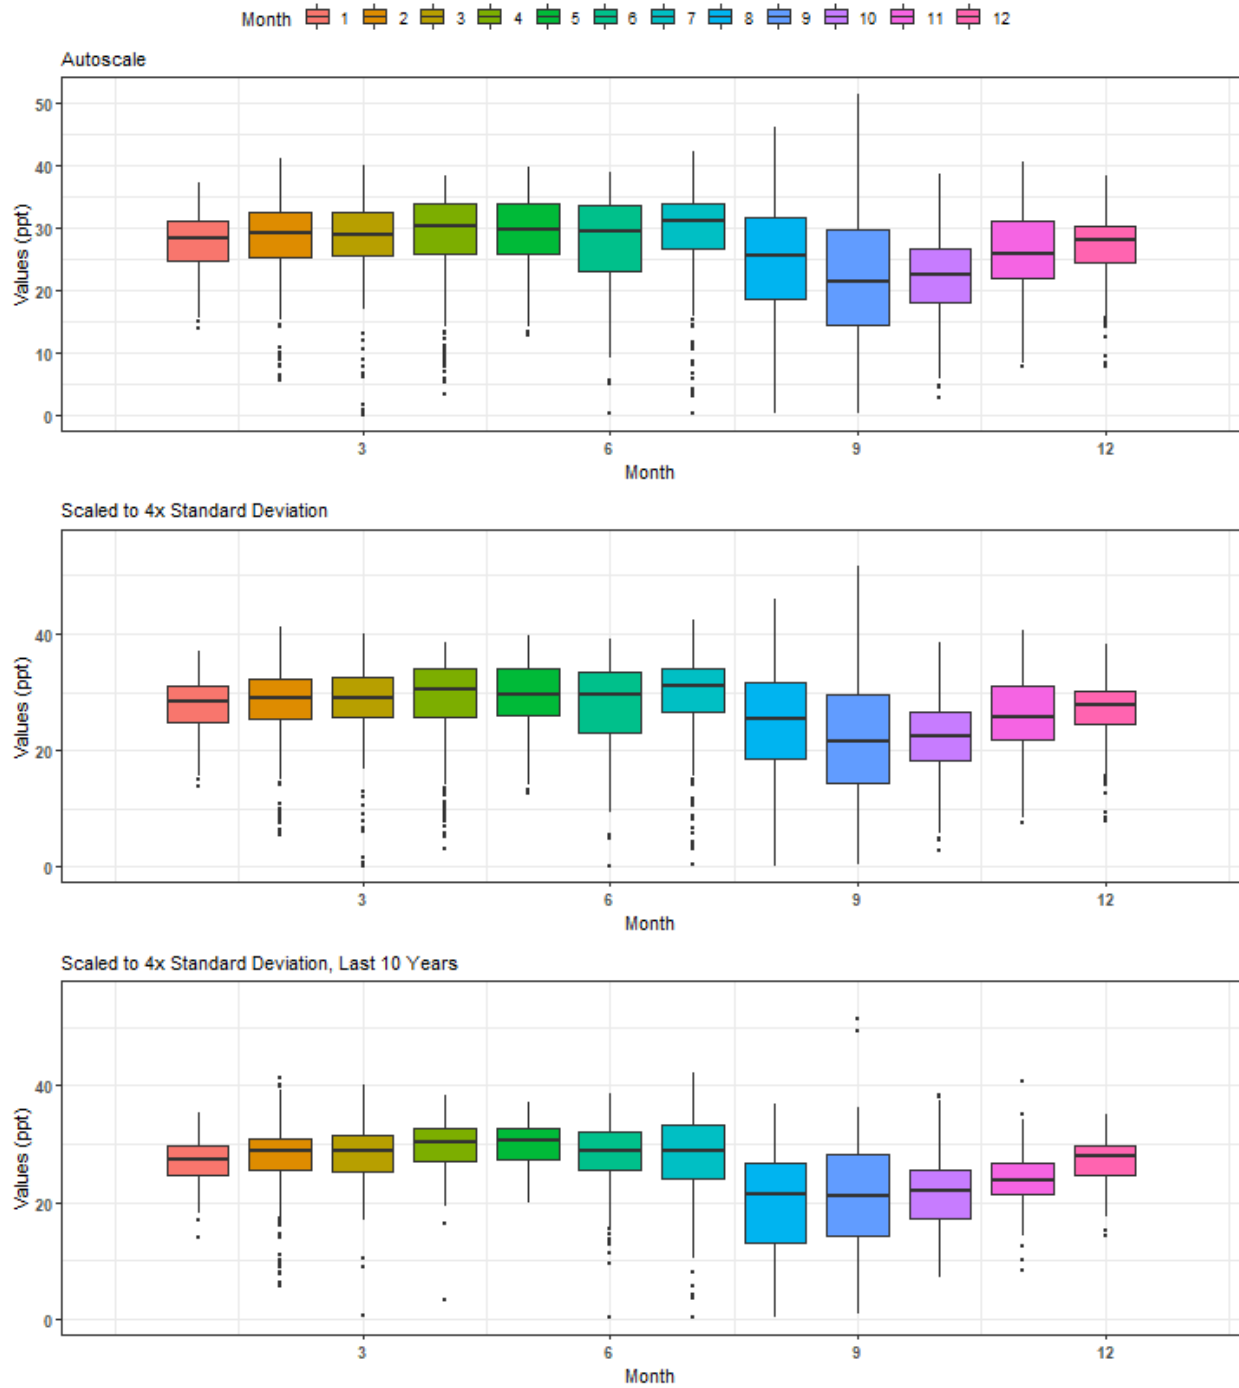 Month 1 2 3 4 5 6 7 8 9 10 11 12
Autoscale
Values (ppt)
50
40
30
20
10
0
3 6 9 12
Month
Scaled to 4x Standard Deviation
Values (ppt)
40
20
0
3 6 9 12
Month
Scaled to 4x Standard Deviation, Last 10 Years
Values (ppt)
40
20
0
3 6 9 12
Month